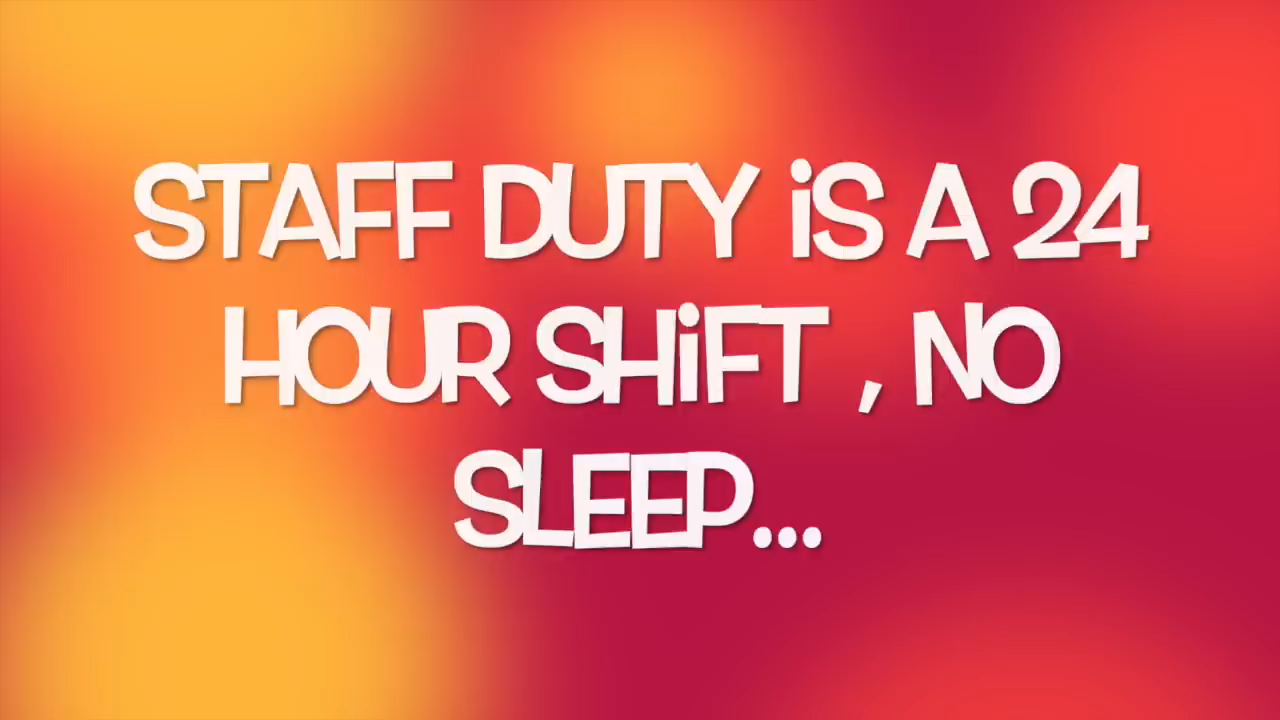 STAFF DUTY iS A 24
HOUR SHiFT , NO
SLEEP...